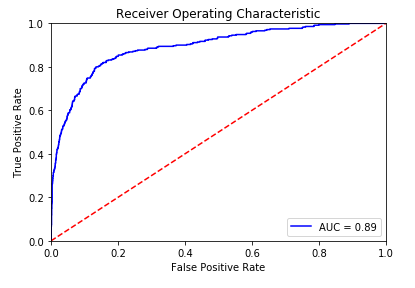 Receiver Operating Characteristic
True Positive Rate
1.0
0.8
0.6
0.4
0.2
0.0
AUC = 0.89
0.0 0.2 0.4 0.6 0.8 1.0
False Positive Rate